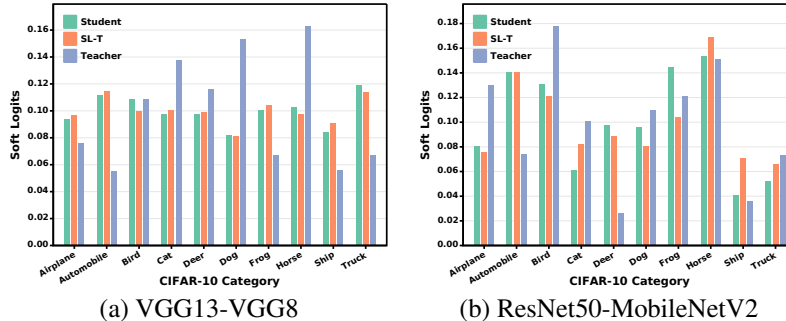 Student
SL-T
Teacher
0.16
0.14
0.12
0.10
0.08
0.06
0.04
0.02
0.00
Soft Logits
Airplane
Automobile
Bird
Cat
Deer
Dog
Frog
Horse
Ship
Truck
CIFAR-10 Category
(a) VGG13-VGG8
Student
SL-T
Teacher
0.18
0.16
0.14
0.12
0.10
0.08
0.06
0.04
0.02
0.00
Soft Logits
Airplane
Automobile
Bird
Cat
Deer
Dog
Frog
Horse
Ship
Truck
CIFAR-10 Category
(b) ResNet50-MobileNetV2